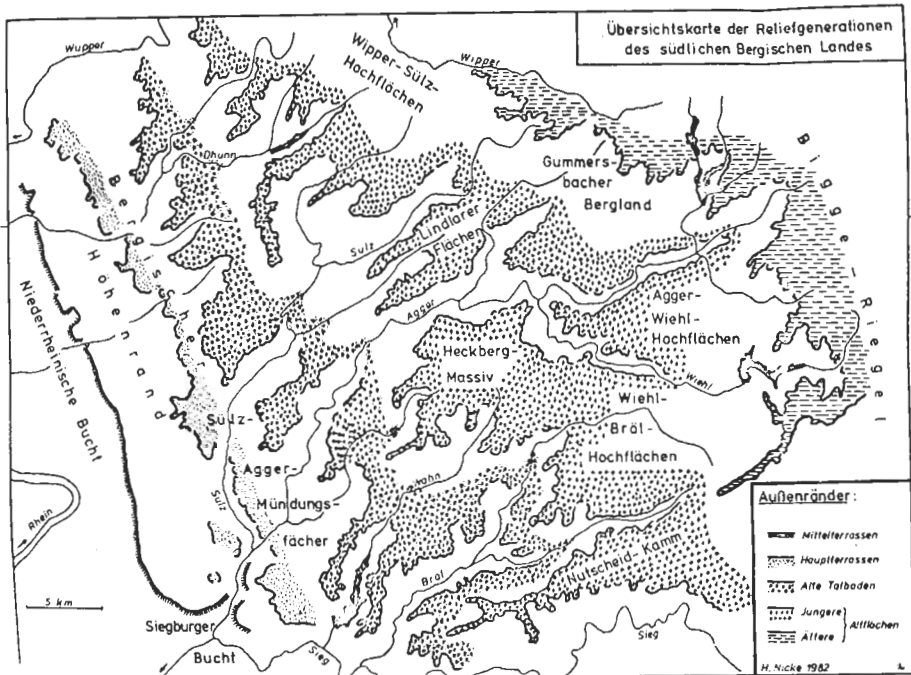 Übersichtskarte der Reliefgenerationen
des südlichen Bergischen Landes
Wupper
Wipper-Sülz-
Hochflächen
Wipper
Dhünn
Gummers-
bacher
Bergland
Bigge-Riegel
Bergischer
Höhenrand
Niederrheinische Bucht
Sülz
Lindlarer
Flächen
Agger
Agger-
Wiehl-
Hochflächen
Heckberg-
Massiv
Wiehl
Wiehl-
Bröl-
Hochflächen
Sülz-
Agger-
Mündungs-
fächer
Sülz
Rhein
Bröl
Nutscheid-Kamm
5 km
Siegburger
Bucht
Sieg
Sieg
Außenränder:
Mittelterrassen
Hauptterrassen
Alte Talböden
Jüngere
Ältere
Altflächen
H. Nicke 1982